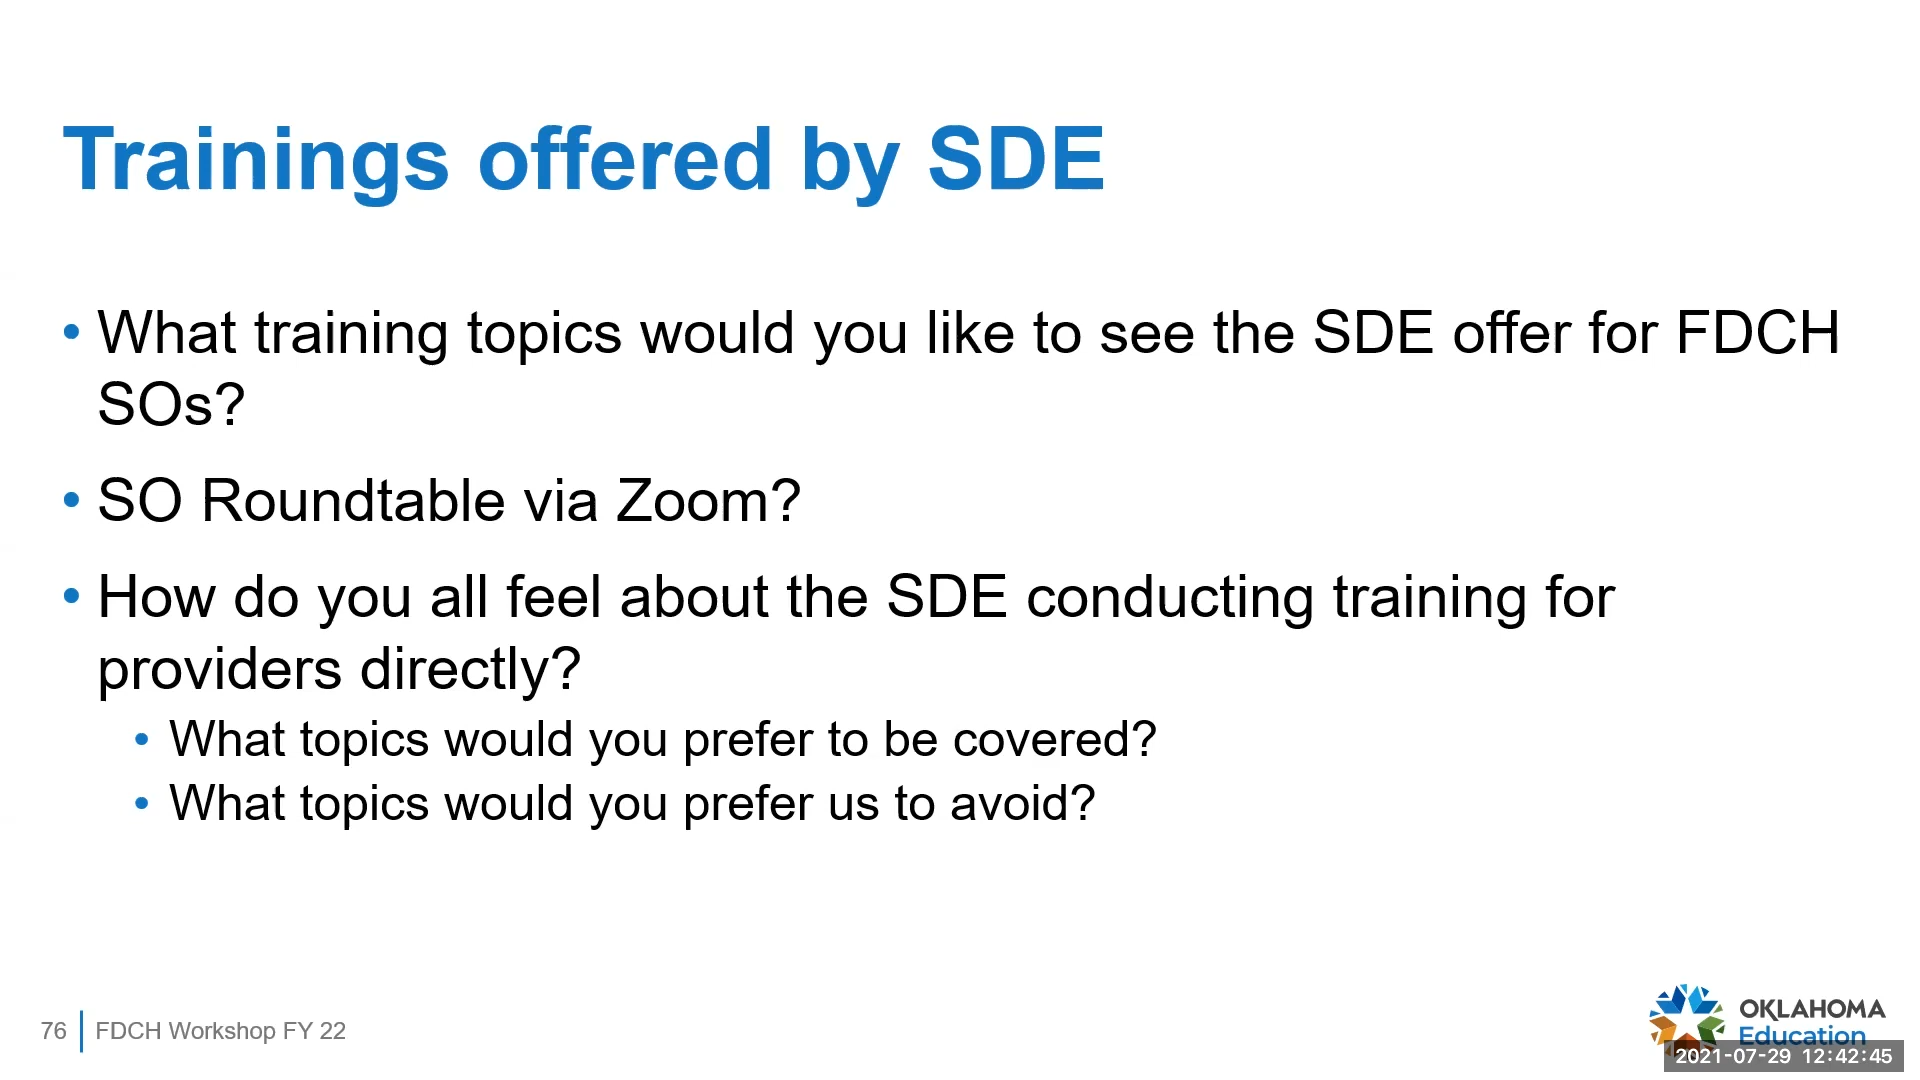 Trainings offered by SDE
• What training topics would you like to see the SDE offer for FDCH
SOs?
• SO Roundtable via Zoom?
• How do you all feel about the SDE conducting training for
providers directly?
• What topics would you prefer to be covered?
• What topics would you prefer us to avoid?
76
FDCH Workshop FY 22
OKLAHOMA
Education
2021-07-29 12:42:45